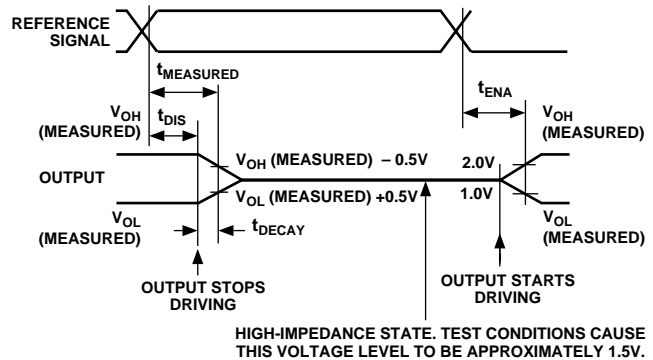 REFERENCE
SIGNAL
tMEASURED
tENA
VOH
(MEASURED)
tDIS
VOH
(MEASURED)
VOH (MEASURED) – 0.5V
2.0V
OUTPUT
VOL (MEASURED) +0.5V
1.0V
VOL
(MEASURED)
tDECAY
VOL
(MEASURED)
OUTPUT STOPS
DRIVING
OUTPUT STARTS
DRIVING
HIGH-IMPEDANCE STATE. TEST CONDITIONS CAUSE
THIS VOLTAGE LEVEL TO BE APPROXIMATELY 1.5V.